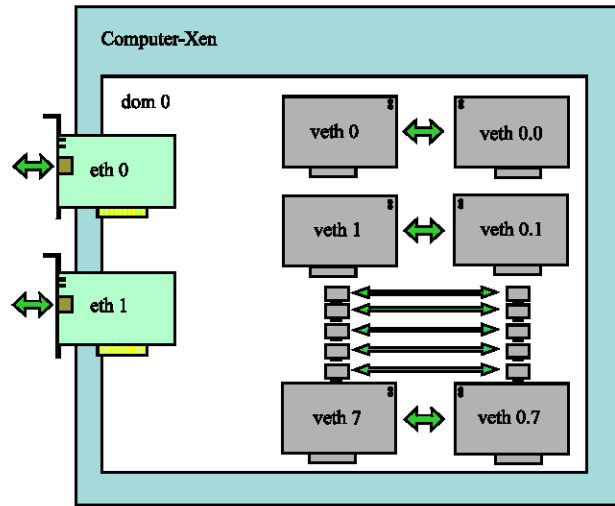 Computer-Xen
dom 0
veth 0
veth 0.0
eth 0
veth 1
veth 0.1
eth 1
veth 7
veth 0.7